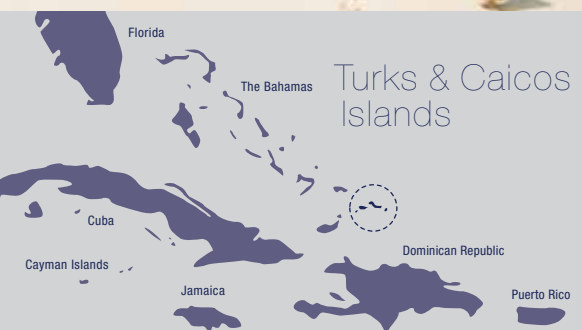 Florida
The Bahamas
Turks & Caicos
Islands
Cuba
Cayman Islands
Jamaica
Dominican Republic
Puerto Rico